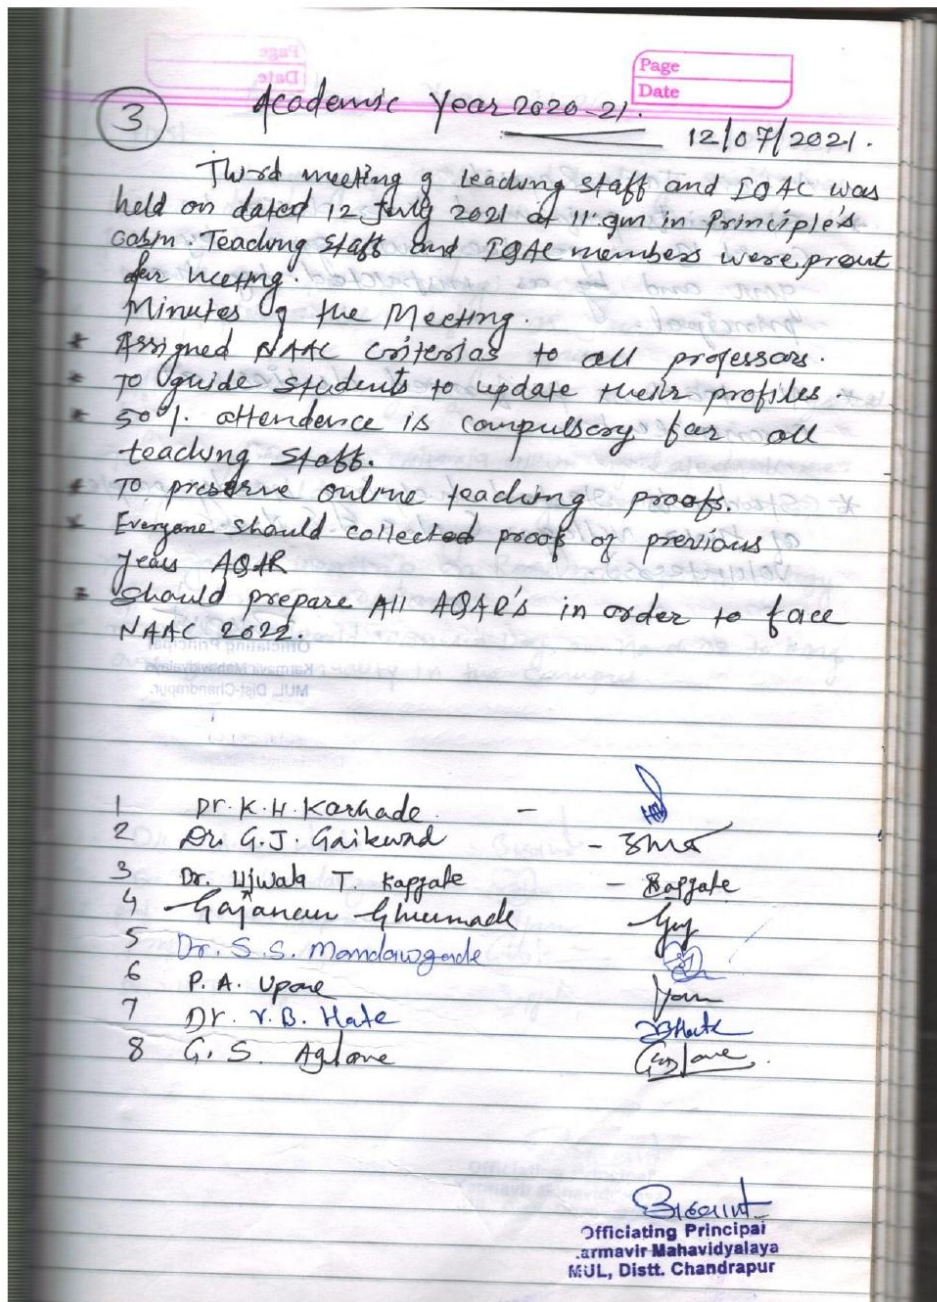 Page
Date
3
Academic Year 2020-21.
12/07/2021.
Third meeting of teaching staff and IQAC was
held on dated 12 July 2021 at 11 am in Principle's
cabin. Teaching staff and IQAC members were
for meeting.
Minutes of the Meeting.
* Assigned NAAC criterias to all professors.
* To guide students to update their profiles.
* 50% attendence is compulsory for all
teaching staff.
* To preserve online teaching proofs.
* Everyone should collected proof of previous
years AQAR
* Should prepare All AQAR's in order to face
NAAC 2022.
1 Dr. K. H. Karhade -
2 Dr. G. J. Gaikwad -
3 Dr. Ujwala T. Kapgate - Kapgate
4 Gajanan Ghumade
5 Dr. S. S. Mandawgade
6 P. A. Upare
7 Dr. V. B. Hate
8 G. S. Aglave
Officiating Principal
armavir Mahavidyalaya
MUL, Distt. Chandrapur